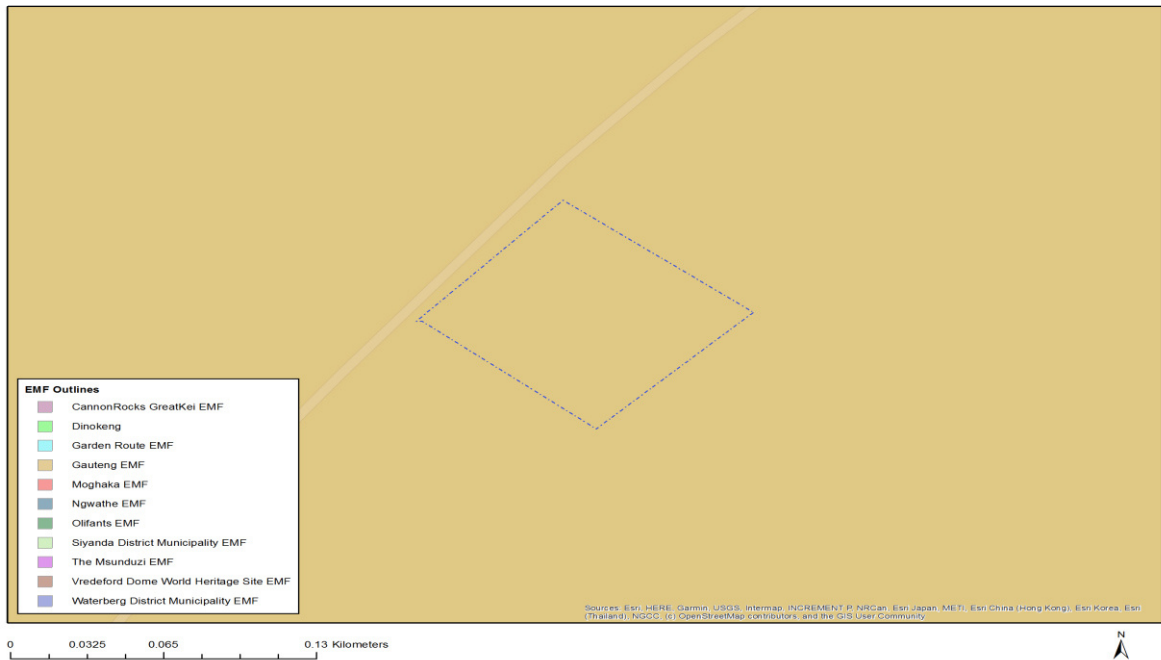 EMF Outlines
CannonRocks GreatKei EMF
Dinokeng
Garden Route EMF
Gauteng EMF
Moghaka EMF
Ngwathe EMF
Olifants EMF
Siyanda District Municipality EMF
The Msunduzi EMF
Vredeford Dome World Heritage Site EMF
Waterberg District Municipality EMF
Sources: Esri, HERE, Garmin, USGS, Intermap, INCREMENT P, NRCan, Esri Japan, METI, Esri China (Hong Kong), Esri Korea, Esri
(Thailand), NGCC, (c) OpenStreetMap contributors, and the GIS User Community
0 0.0325 0.065 0.13 Kilometers
N